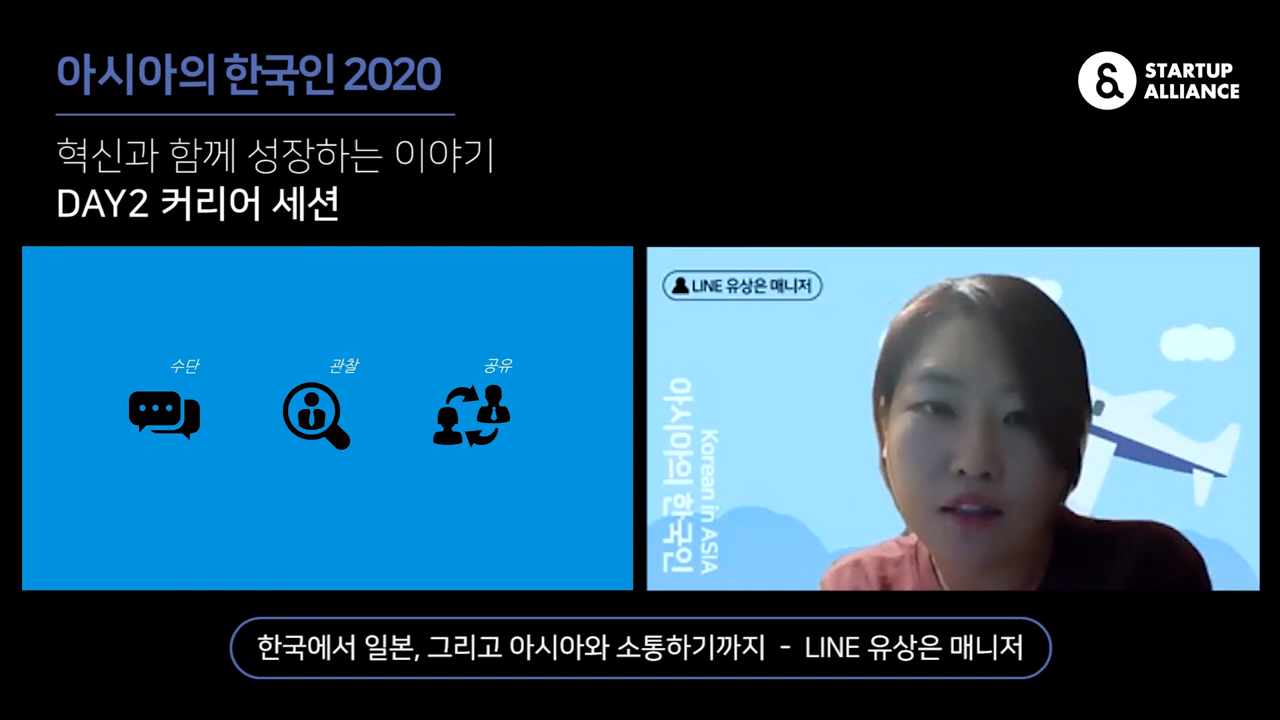 아시아의 한국인 2020
혁신과 함께 성장하는 이야기
DAY2 커리어 세션
STARTUP
ALLIANCE
수단
관찰
공유
LINE 유상은 매니저
아시아의 한국인
Korean in ASIA
한국에서 일본, 그리고 아시아와 소통하기까지 - LINE 유상은 매니저